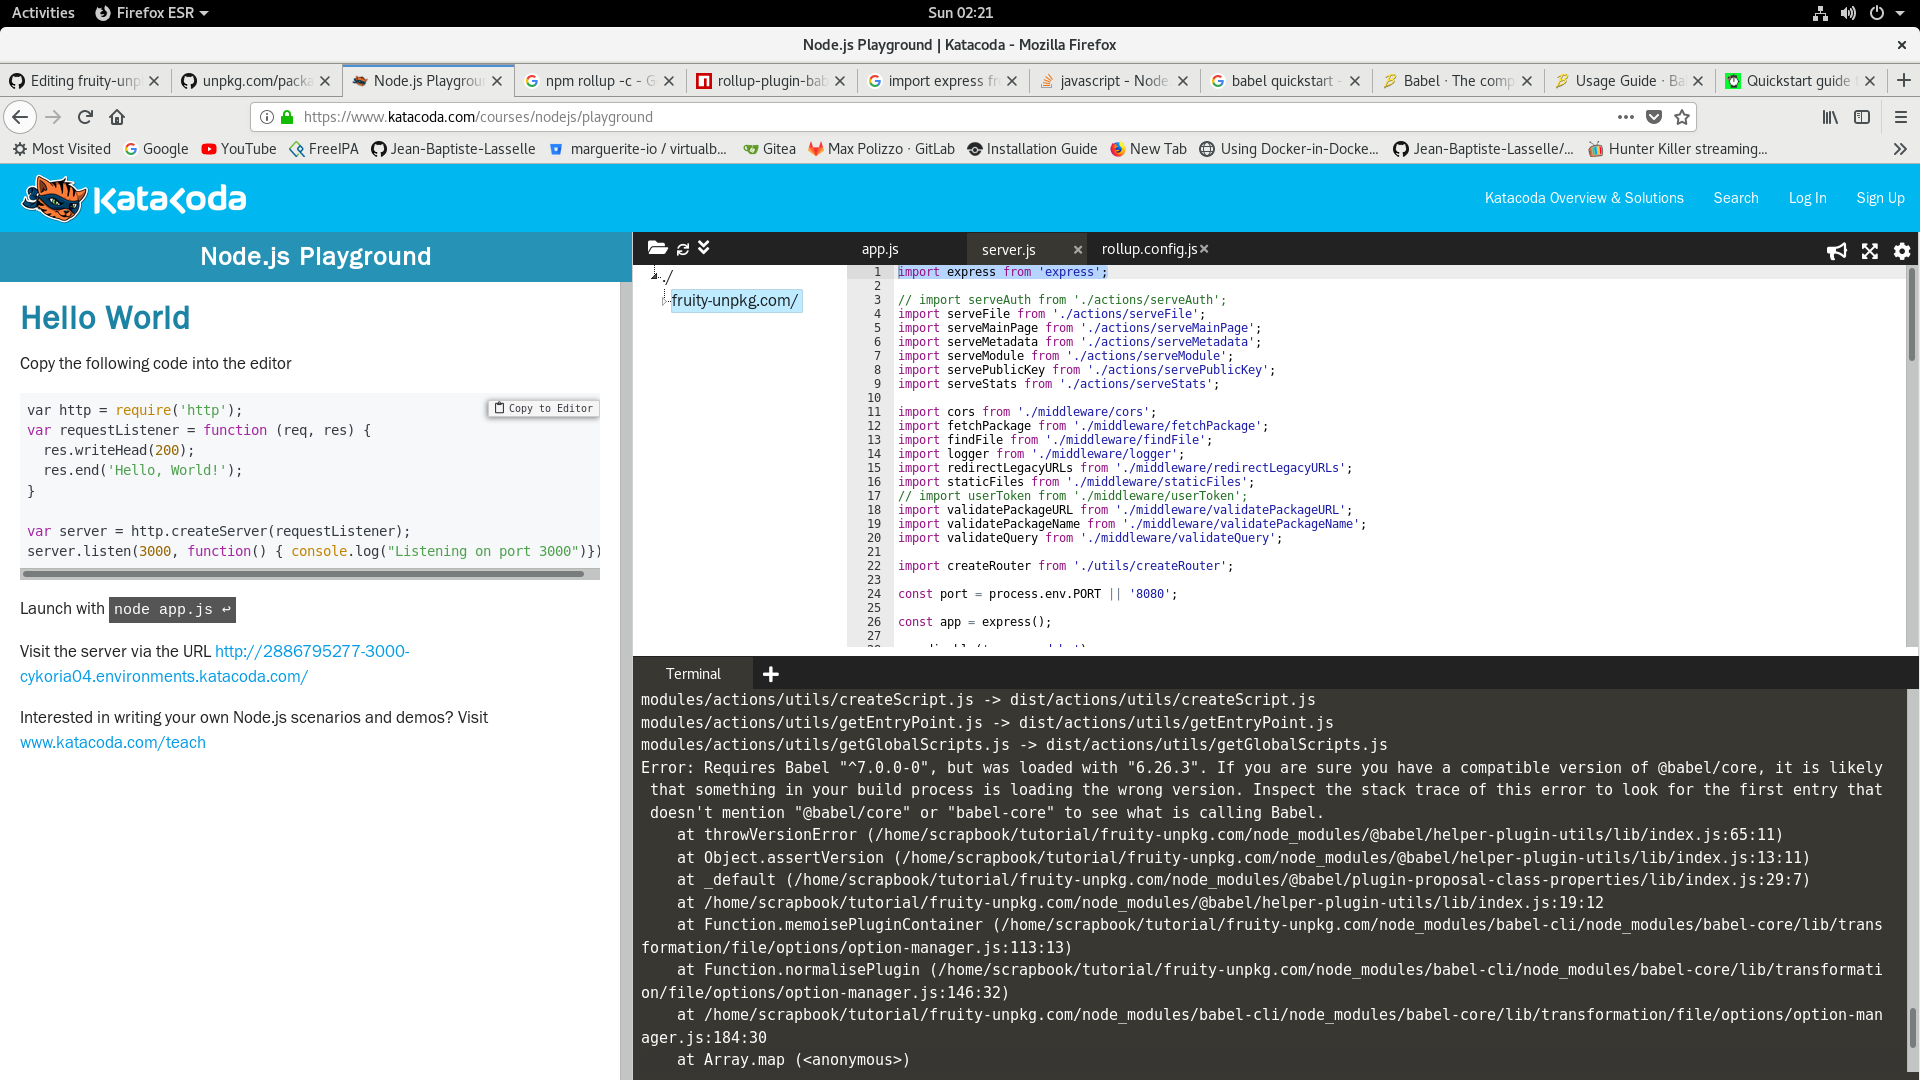 Activities
Firefox ESR
Sun 02:21
Node.js Playground | Katacoda - Mozilla Firefox
Editing fruity-unp
unpkg.com/packa
Node.js Playgrour
npm rollup -c - G
rollup-plugin-bab
import express fr
javascript - Node.
babel quickstart -
Babel · The comp
Usage Guide · Ba
Quickstart guide
https://www.katacoda.com/courses/nodejs/playground
Most Visited
Google
YouTube
FreeIPA
Jean-Baptiste-Lasselle
marguerite-io / virtualb...
Gitea
Max Polizzo · GitLab
Installation Guide
New Tab
Using Docker-in-Docke...
Jean-Baptiste-Lasselle/...
Hunter Killer streaming...
Katacoda
Katacoda Overview & Solutions
Search
Log In
Sign Up
Node.js Playground
Hello World
Copy the following code into the editor
Copy to Editor
var http = require('http');
var requestListener = function (req, res) {
  res.writeHead(200);
  res.end('Hello, World!');
}
var server = http.createServer(requestListener);
server.listen(3000, function() { console.log("Listening on port 3000")})
Launch with node app.js ↩
Visit the server via the URL http://2886795277-3000-
cykoria04.environments.katacoda.com/
Interested in writing your own Node.js scenarios and demos? Visit
www.katacoda.com/teach
./
fruity-unpkg.com/
app.js
server.js
rollup.config.js
1 import express from 'express';
2
3 // import serveAuth from './actions/serveAuth';
4 import serveFile from './actions/serveFile';
5 import serveMainPage from './actions/serveMainPage';
6 import serveMetadata from './actions/serveMetadata';
7 import serveModule from './actions/serveModule';
8 import servePublicKey from './actions/servePublicKey';
9 import serveStats from './actions/serveStats';
10
11 import cors from './middleware/cors';
12 import fetchPackage from './middleware/fetchPackage';
13 import findFile from './middleware/findFile';
14 import logger from './middleware/logger';
15 import redirectLegacyURLs from './middleware/redirectLegacyURLs';
16 import staticFiles from './middleware/staticFiles';
17 // import userToken from './middleware/userToken';
18 import validatePackageURL from './middleware/validatePackageURL';
19 import validatePackageName from './middleware/validatePackageName';
20 import validateQuery from './middleware/validateQuery';
21
22 import createRouter from './utils/createRouter';
23
24 const port = process.env.PORT || '8080';
25
26 const app = express();
27
Terminal
modules/actions/utils/createScript.js -> dist/actions/utils/createScript.js
modules/actions/utils/getEntryPoint.js -> dist/actions/utils/getEntryPoint.js
modules/actions/utils/getGlobalScripts.js -> dist/actions/utils/getGlobalScripts.js
Error: Requires Babel "^7.0.0-0", but was loaded with "6.26.3". If you are sure you have a compatible version of @babel/core, it is likely
 that something in your build process is loading the wrong version. Inspect the stack trace of this error to look for the first entry that
 doesn't mention "@babel/core" or "babel-core" to see what is calling Babel.
    at throwVersionError (/home/scrapbook/tutorial/fruity-unpkg.com/node_modules/@babel/helper-plugin-utils/lib/index.js:65:11)
    at Object.assertVersion (/home/scrapbook/tutorial/fruity-unpkg.com/node_modules/@babel/helper-plugin-utils/lib/index.js:13:11)
    at _default (/home/scrapbook/tutorial/fruity-unpkg.com/node_modules/@babel/plugin-proposal-class-properties/lib/index.js:29:7)
    at /home/scrapbook/tutorial/fruity-unpkg.com/node_modules/@babel/helper-plugin-utils/lib/index.js:19:12
    at Function.memoisePluginContainer (/home/scrapbook/tutorial/fruity-unpkg.com/node_modules/babel-cli/node_modules/babel-core/lib/trans
formation/file/options/option-manager.js:113:13)
    at Function.normalisePlugin (/home/scrapbook/tutorial/fruity-unpkg.com/node_modules/babel-cli/node_modules/babel-core/lib/transformati
on/file/options/option-manager.js:146:32)
    at /home/scrapbook/tutorial/fruity-unpkg.com/node_modules/babel-cli/node_modules/babel-core/lib/transformation/file/options/option-man
ager.js:184:30
    at Array.map (<anonymous>)